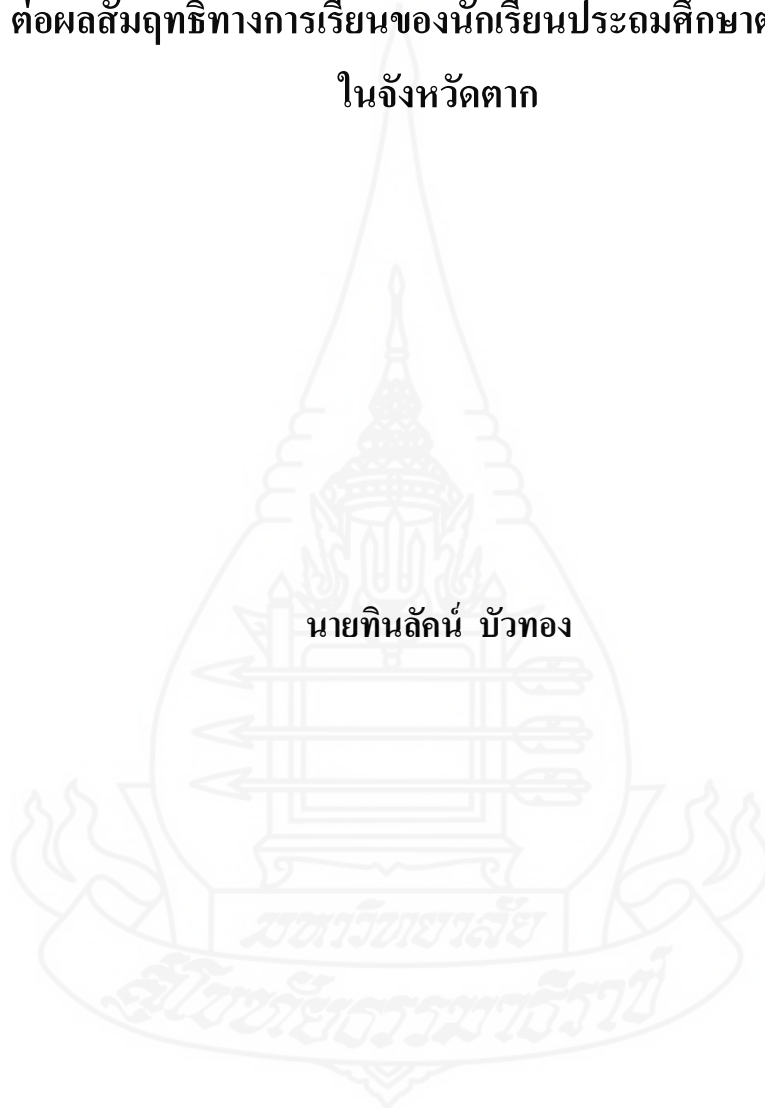 ต่อผลสัมฤทธิ์ทางการเรียนของนักเรียนประถมศึกษา
ในจังหวัดตาก
นายทินลัคน์ บัวทอง
มหาวิทยาลัย
สุโขทัยธรรมาธิราช